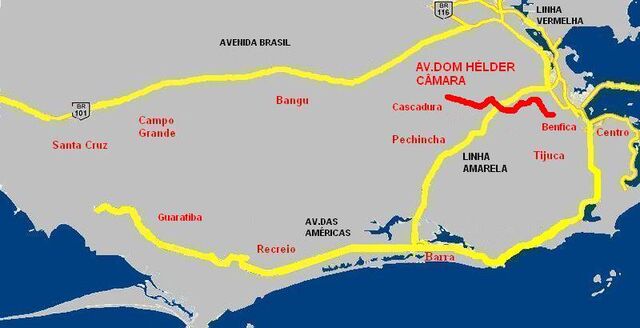 BR
116
LINHA
VERMELHA
AVENIDA BRASIL
AV.DOM HÉLDER
CÂMARA
Bangu
Cascadura
BR
101
Campo
Grande
Benfica
Centro
Santa Cruz
Pechincha
LINHA
AMARELA
Tijuca
Guaratiba
AV.DAS
AMÉRICAS
Recreio
Barra